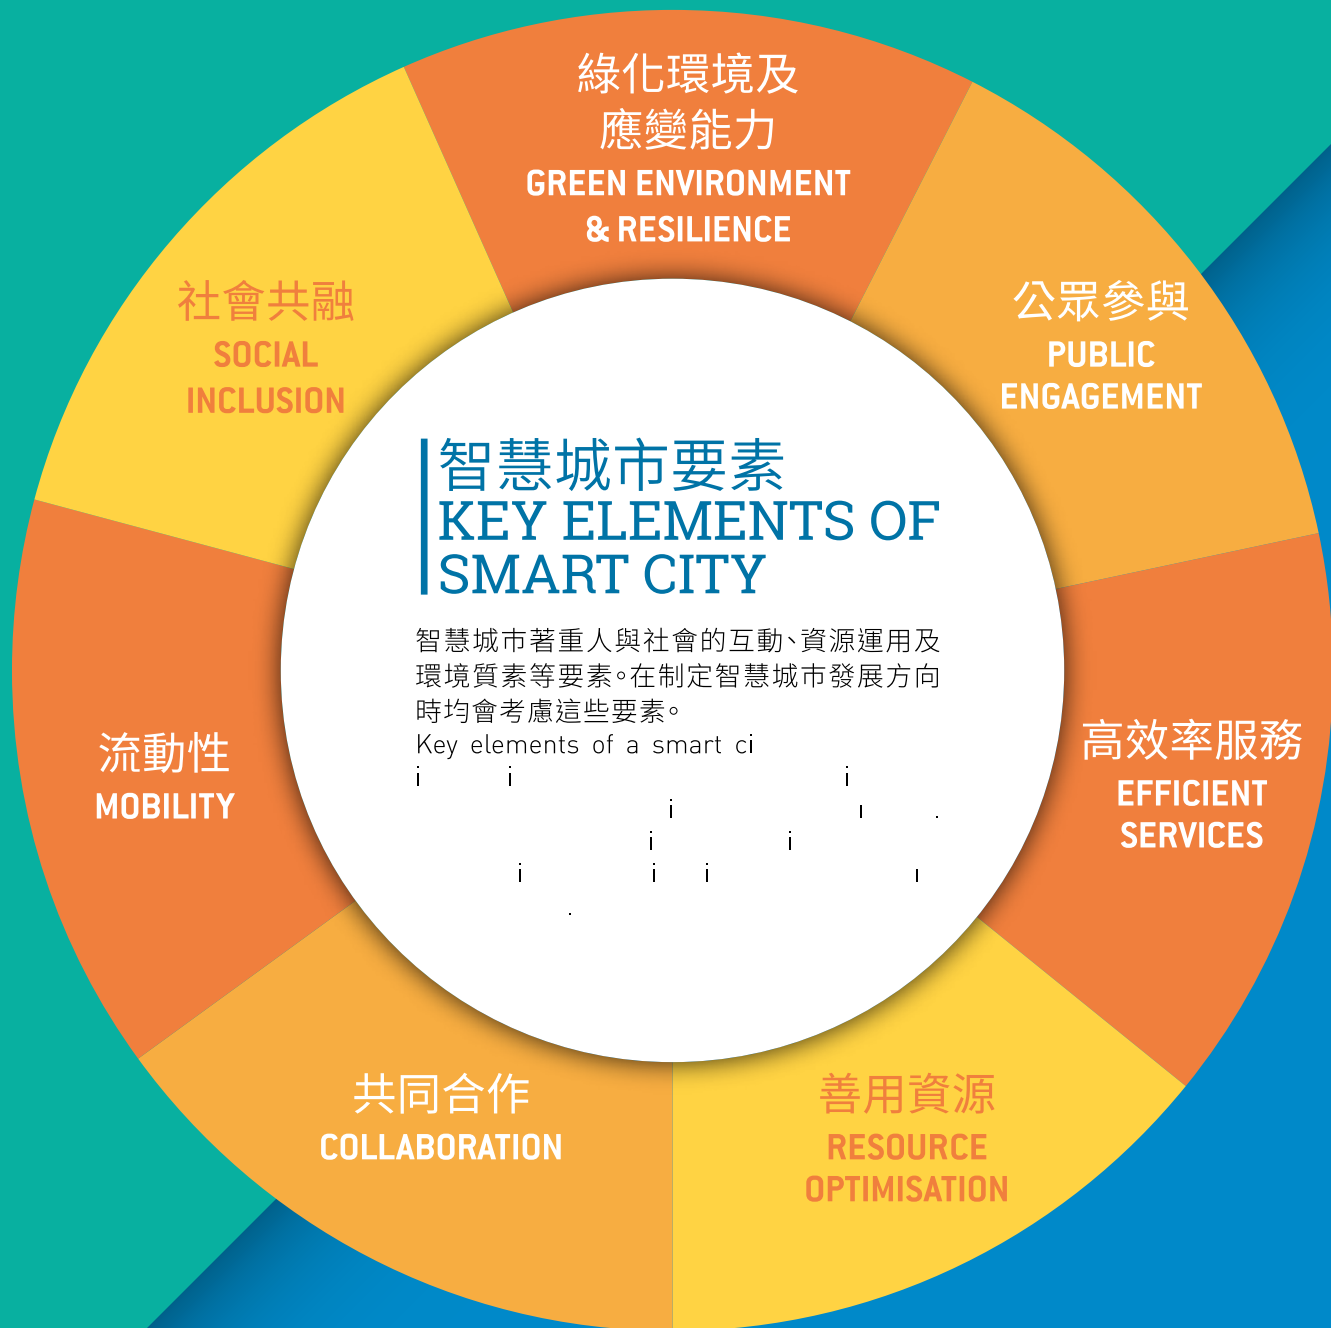 綠化環境及
應變能力
GREEN ENVIRONMENT
& RESILIENCE
公眾參與
PUBLIC
ENGAGEMENT
高效率服務
EFFICIENT
SERVICES
善用資源
RESOURCE
OPTIMISATION
共同合作
COLLABORATION
流動性
MOBILITY
社會共融
SOCIAL
INCLUSION
智慧城市要素
KEY ELEMENTS OF
SMART CITY
智慧城市著重人與社會的互動、資源運用及
環境質素等要素。在制定智慧城市發展方向
時均會考慮這些要素。
Key elements of a smart ci